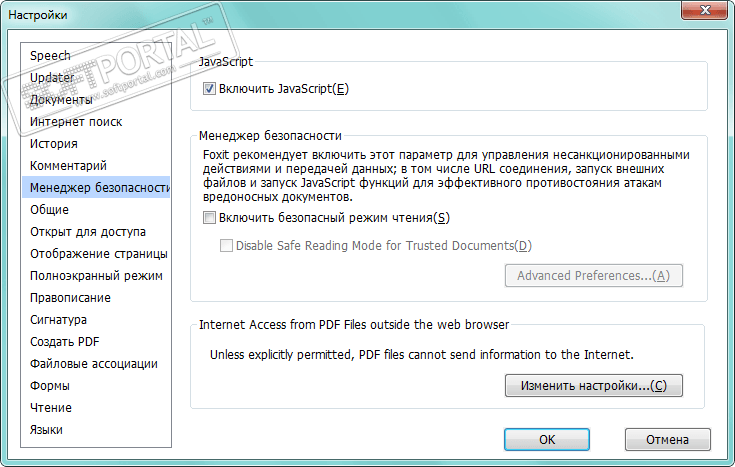 Настройки
SOFTPORTAL™
www.softportal.com
Speech
Updater
Документы
Интернет поиск
История
Комментарий
Менеджер безопасности
Общие
Открыт для доступа
Отображение страницы
Полноэкранный режим
Правописание
Сигнатура
Создать PDF
Файловые ассоциации
Формы
Чтение
Языки
JavaScript
Включить JavaScript(E)
Менеджер безопасности
Foxit рекомендует включить этот параметр для управления несанкционированными
действиями и передачей данных; в том числе URL соединения, запуск внешних
файлов и запуск JavaScript функций для эффективного противостояния атакам
вредоносных документов.
Включить безопасный режим чтения(S)
Disable Safe Reading Mode for Trusted Documents(D)
Advanced Preferences...(A)
Internet Access from PDF Files outside the web browser
Unless explicitly permitted, PDF files cannot send information to the Internet.
Изменить настройки...(C)
OK
Отмена